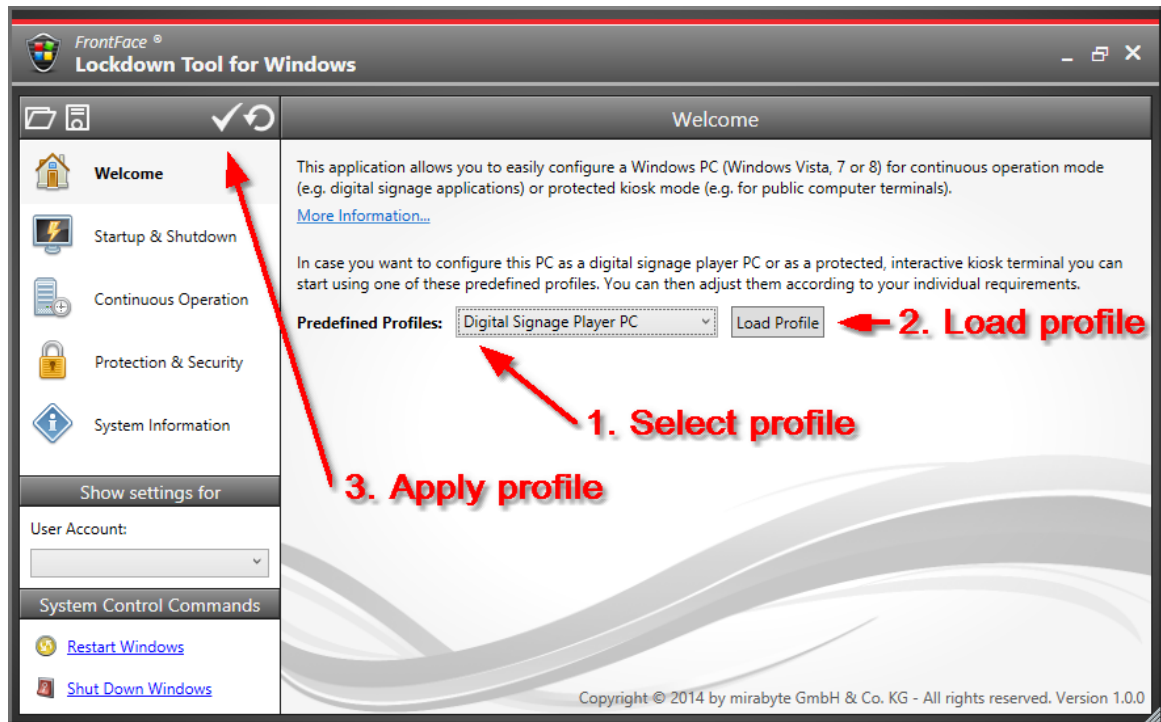 FrontFace ®
Lockdown Tool for Windows
Welcome
Welcome
This application allows you to easily configure a Windows PC (Windows Vista, 7 or 8) for continuous operation mode
(e.g. digital signage applications) or protected kiosk mode (e.g. for public computer terminals).
More Information...
Startup & Shutdown
In case you want to configure this PC as a digital signage player PC or as a protected, interactive kiosk terminal you can
start using one of these predefined profiles. You can then adjust them according to your individual requirements.
Continuous Operation
Predefined Profiles: Digital Signage Player PC Load Profile 2. Load profile
Protection & Security
1. Select profile
System Information
3. Apply profile
Show settings for
User Account:
System Control Commands
Restart Windows
Shut Down Windows
Copyright © 2014 by mirabyte GmbH & Co. KG - All rights reserved. Version 1.0.0